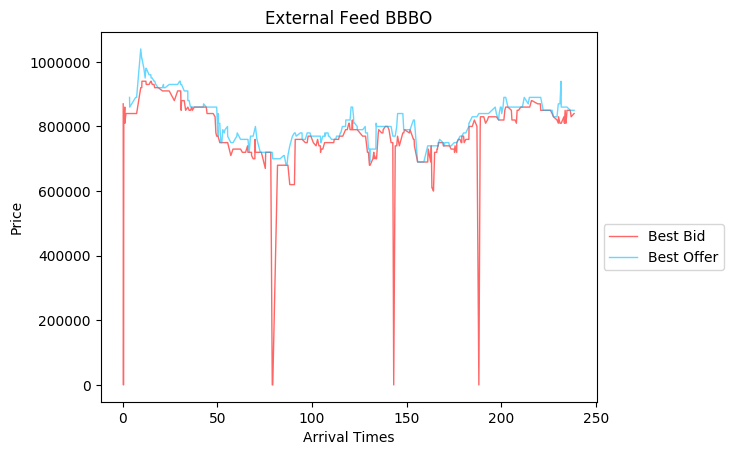 External Feed BBBO
1000000
800000
600000
400000
200000
0
Price
0 50 100 150 200 250
Arrival Times
Best Bid
Best Offer